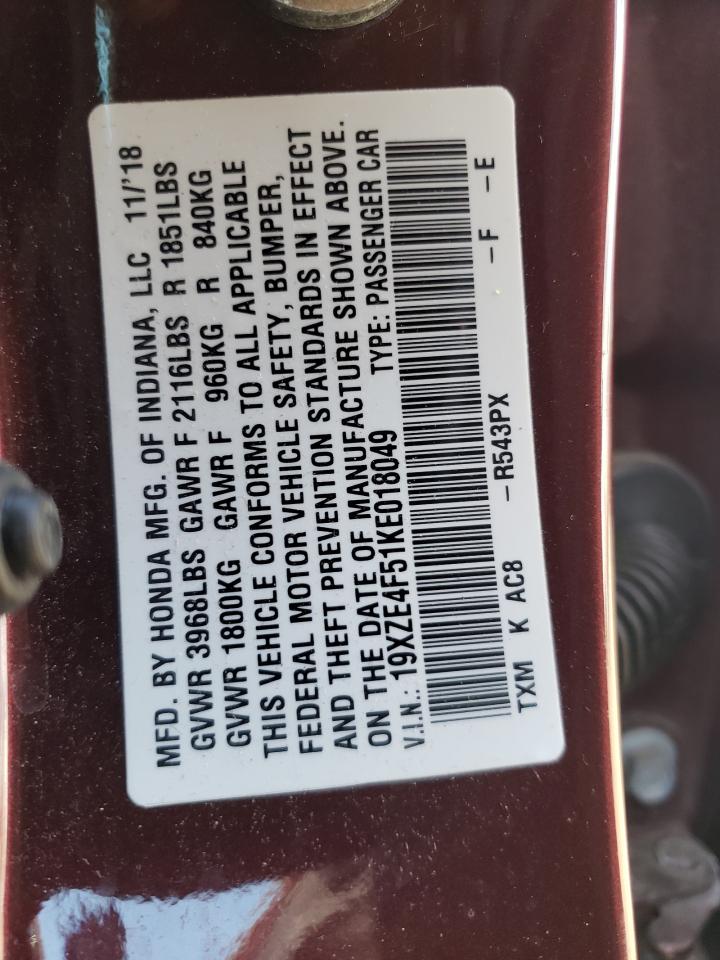 MFD. BY HONDA MFG. OF INDIANA, LLC 11/'18
GVWR 3968LBS GAWR F 2116LBS R 1851LBS
GVWR 1800KG GAWR F 960KG R 840KG
THIS VEHICLE CONFORMS TO ALL APPLICABLE
FEDERAL MOTOR VEHICLE SAFETY, BUMPER,
AND THEFT PREVENTION STANDARDS IN EFFECT
ON THE DATE OF MANUFACTURE SHOWN ABOVE.
V.I.N.: 19XZE4F51KE018049 TYPE: PASSENGER CAR
TXM K AC8 – R543PX – F – E